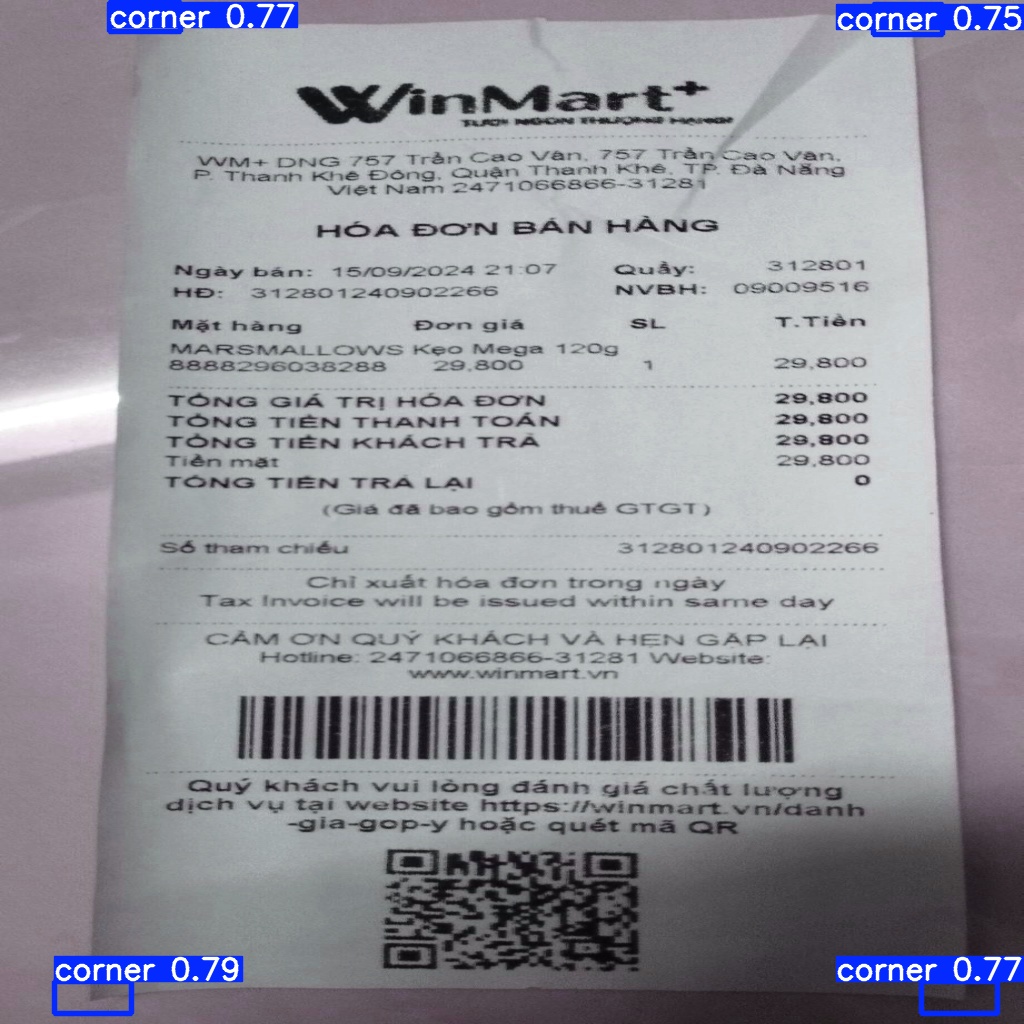 corner 0.77
corner 0.75
WinMart+
TƯƠI NGON THƯỢNG HẠNG
WM+ DNG 757 Trần Cao Vân, 757 Trần Cao Vân,
P. Thanh Khê Đông, Quận Thanh Khê, TP. Đà Nẵng
Việt Nam 2471066866-31281
HÓA ĐƠN BÁN HÀNG
Ngày bán: 15/09/2024 21:07 Quầy: 312801
HĐ: 312801240902266 NVBH: 09009516
Mặt hàng Đơn giá SL T.Tiền
MARSMALLOWS Kẹo Mega 120g
8888296038288 29,800 1 29,800
TỔNG GIÁ TRỊ HÓA ĐƠN 29,800
TỔNG TIỀN THANH TOÁN 29,800
TỔNG TIỀN KHÁCH TRẢ 29,800
Tiền mặt 29,800
TỔNG TIỀN TRẢ LẠI 0
(Giá đã bao gồm thuế GTGT)
Số tham chiếu 312801240902266
Chỉ xuất hóa đơn trong ngày
Tax Invoice will be issued within same day
CẢM ƠN QUÝ KHÁCH VÀ HẸN GẶP LẠI
Hotline: 2471066866-31281 Website:
www.winmart.vn
Quý khách vui lòng đánh giá chất lượng
dịch vụ tại website https://winmart.vn/danh
-gia-gop-y hoặc quét mã QR
corner 0.79
corner 0.77